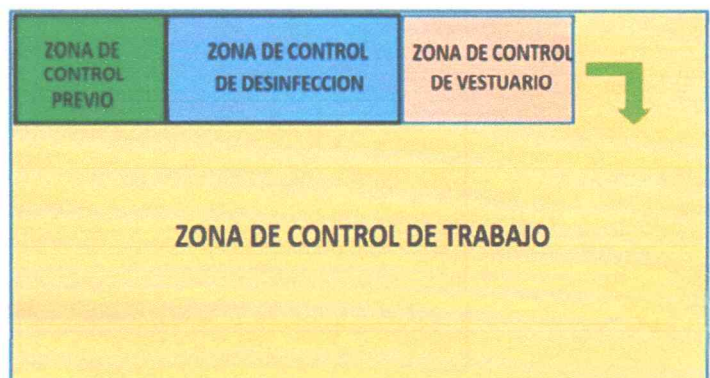 ZONA DE
CONTROL
PREVIO
ZONA DE CONTROL
DE DESINFECCION
ZONA DE CONTROL
DE VESTUARIO
ZONA DE CONTROL DE TRABAJO